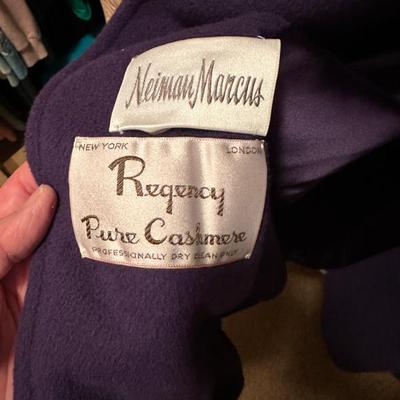 Neiman Marcus
NEW YORK LONDON
Regency
Pure Cashmere
PROFESSIONALLY DRY CLEAN ONLY